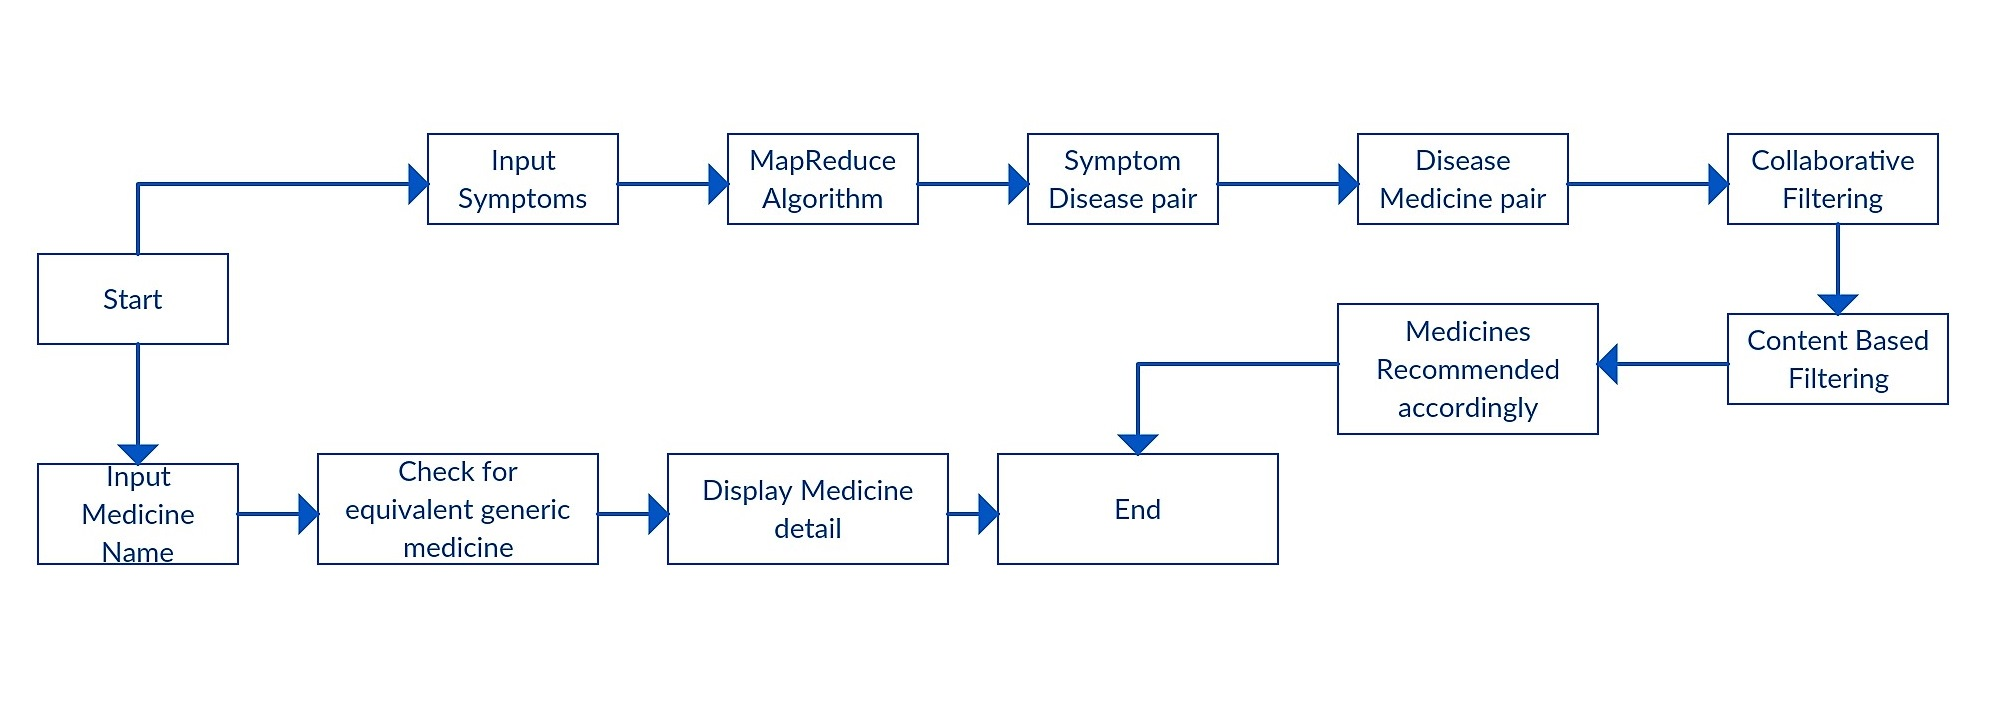 Input
Symptoms
MapReduce
Algorithm
Symptom
Disease pair
Disease
Medicine pair
Collaborative
Filtering
Start
Medicines
Recommended
accordingly
Content Based
Filtering
Input
Medicine
Name
Check for
equivalent generic
medicine
Display Medicine
detail
End